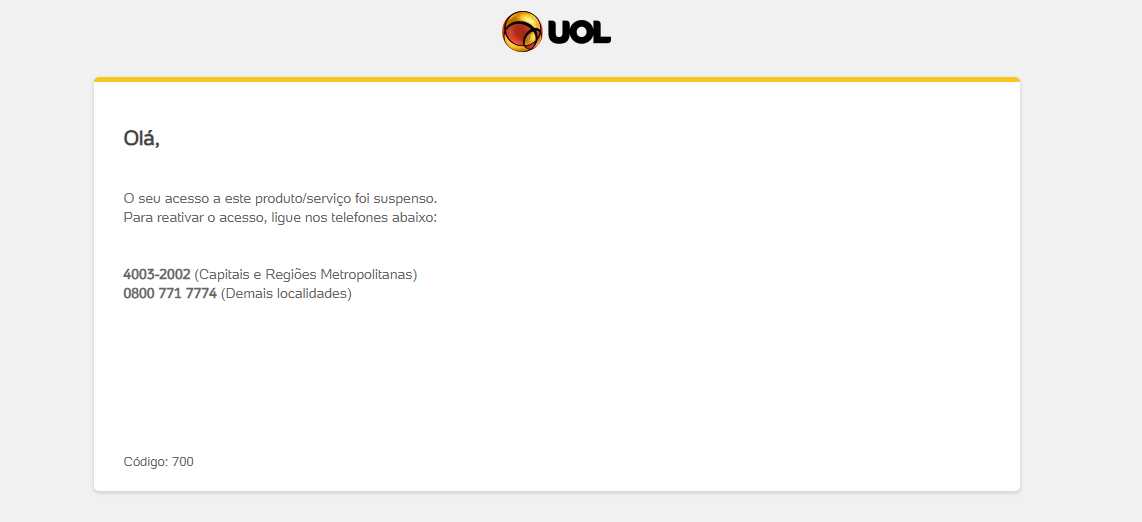 UOL
Olá,
O seu acesso a este produto/serviço foi suspenso.
Para reativar o acesso, ligue nos telefones abaixo:
4003-2002 (Capitais e Regiões Metropolitanas)
0800 771 7774 (Demais localidades)
Código: 700